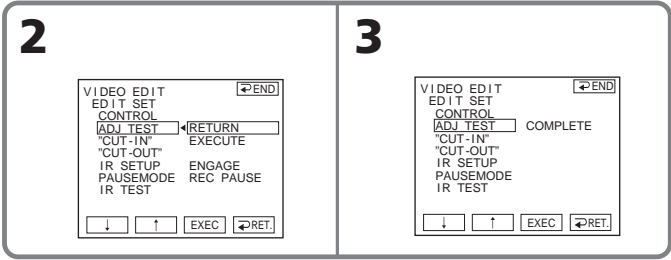 2
VIDEO EDIT ⮌END
EDIT SET
CONTROL
ADJ TEST ◂RETURN
"CUT-IN" EXECUTE
"CUT-OUT"
IR SETUP ENGAGE
PAUSEMODE REC PAUSE
IR TEST
↓ ↑ EXEC ⮌RET.
3
VIDEO EDIT ⮌END
EDIT SET
CONTROL
ADJ TEST COMPLETE
"CUT-IN"
"CUT-OUT"
IR SETUP
PAUSEMODE
IR TEST
↓ ↑ EXEC ⮌RET.